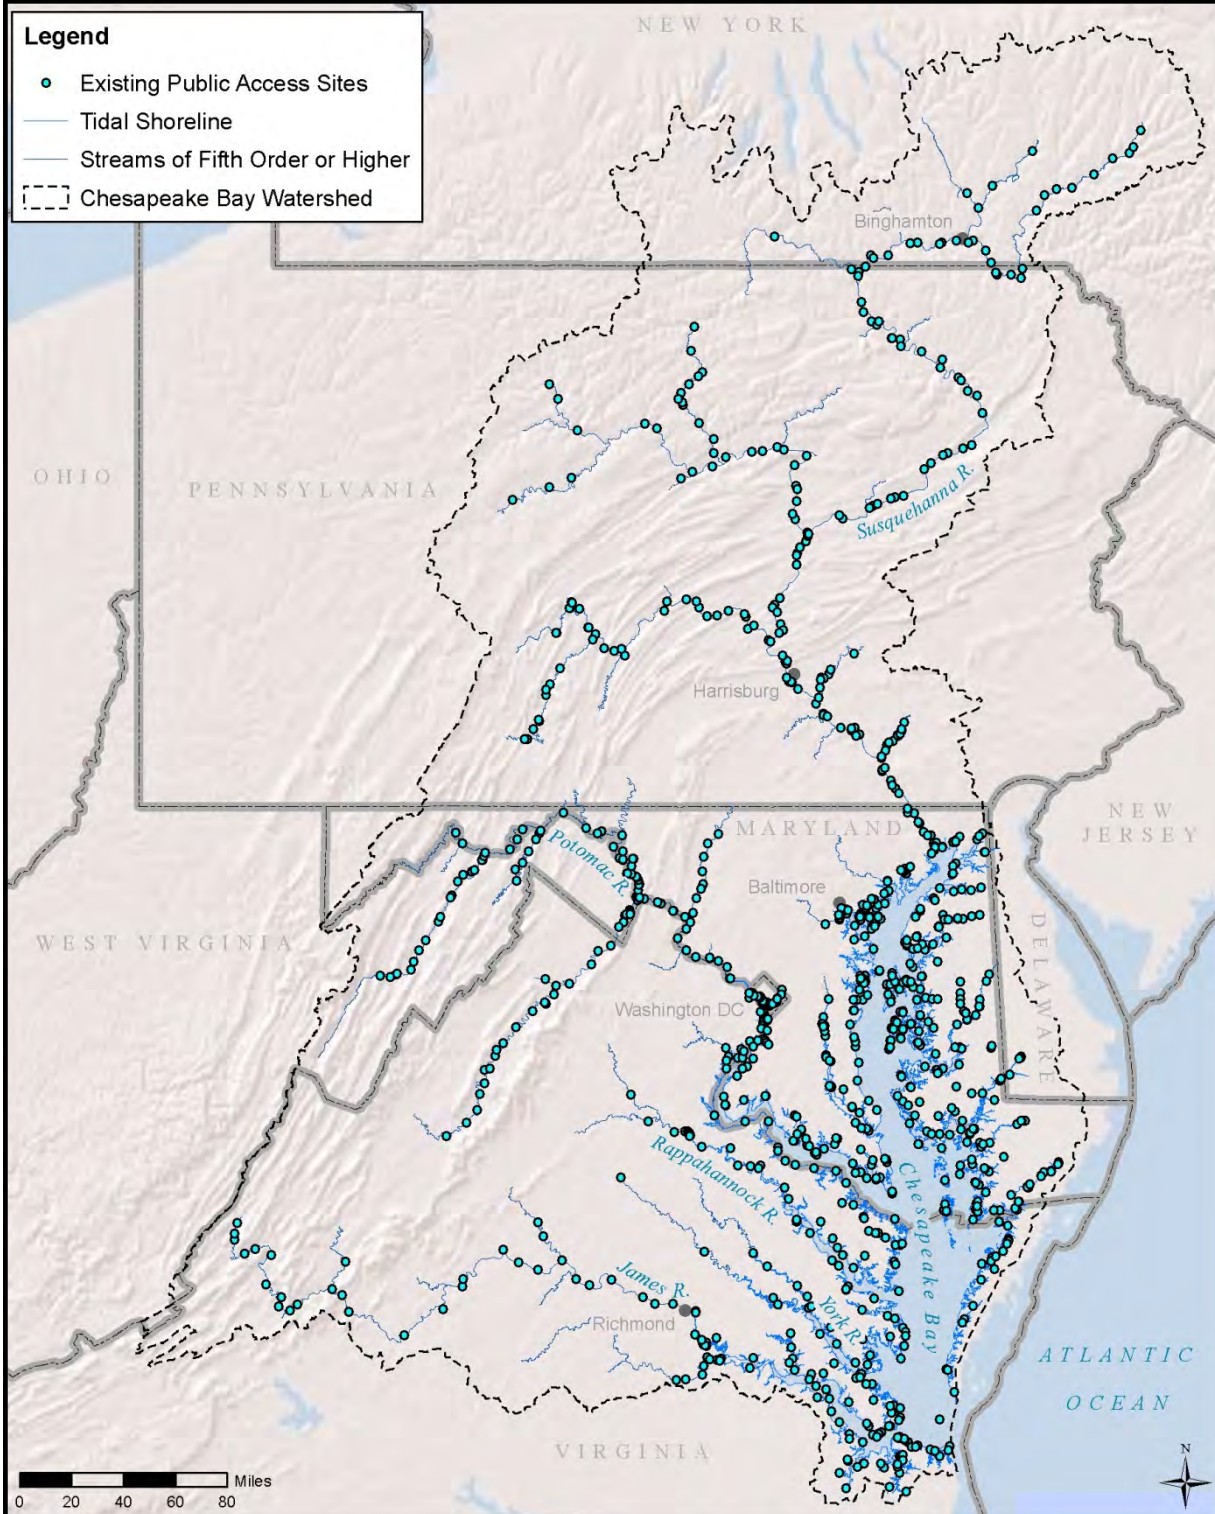 Legend
Existing Public Access Sites
Tidal Shoreline
Streams of Fifth Order or Higher
Chesapeake Bay Watershed
NEW YORK
Binghamton
OHIO
PENNSYLVANIA
Susquehanna R.
Harrisburg
NEW
JERSEY
MARYLAND
Potomac R.
Baltimore
WEST VIRGINIA
DELAWARE
Washington DC
Rappahannock R.
Chesapeake Bay
James R.
York R.
Richmond
ATLANTIC
OCEAN
VIRGINIA
N
Miles
0 20 40 60 80